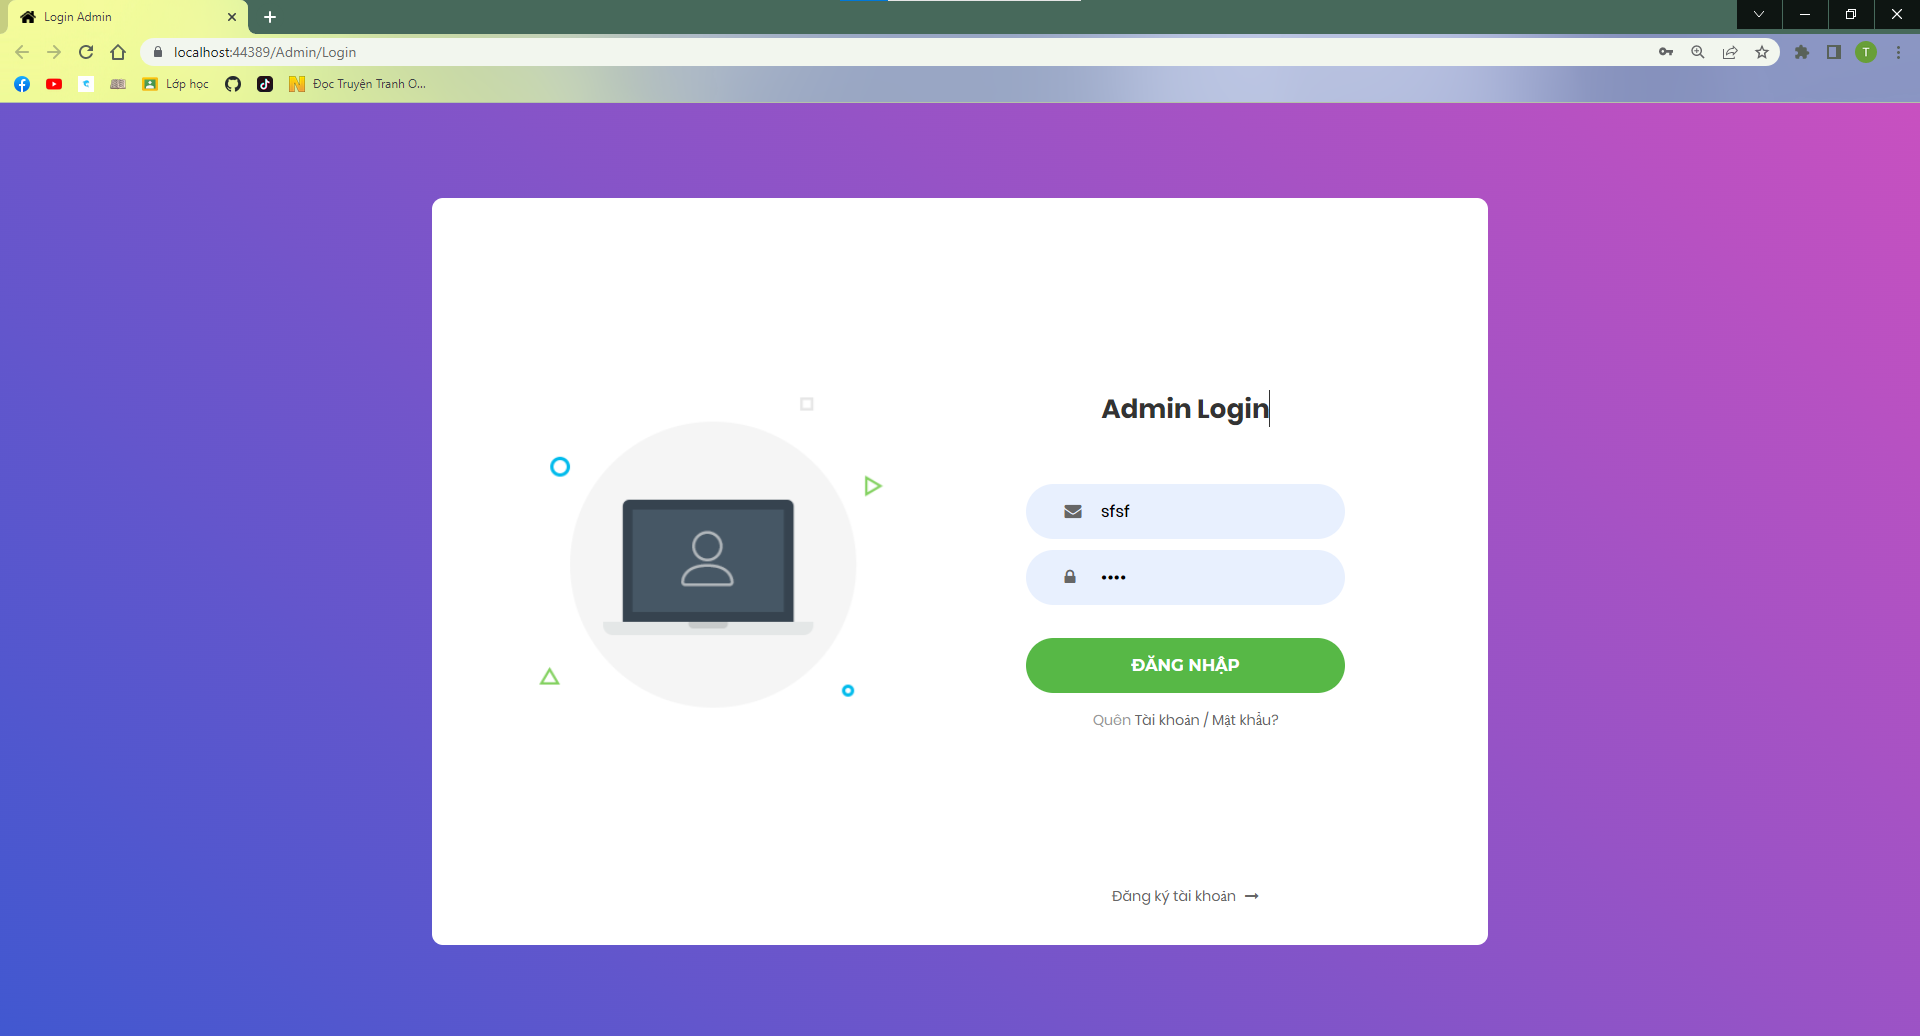 Login Admin
localhost:44389/Admin/Login
T
Lớp học
Đọc Truyện Tranh O...
Admin Login
sfsf
••••
ĐĂNG NHẬP
Quên Tài khoản / Mật khẩu?
Đăng ký tài khoản →